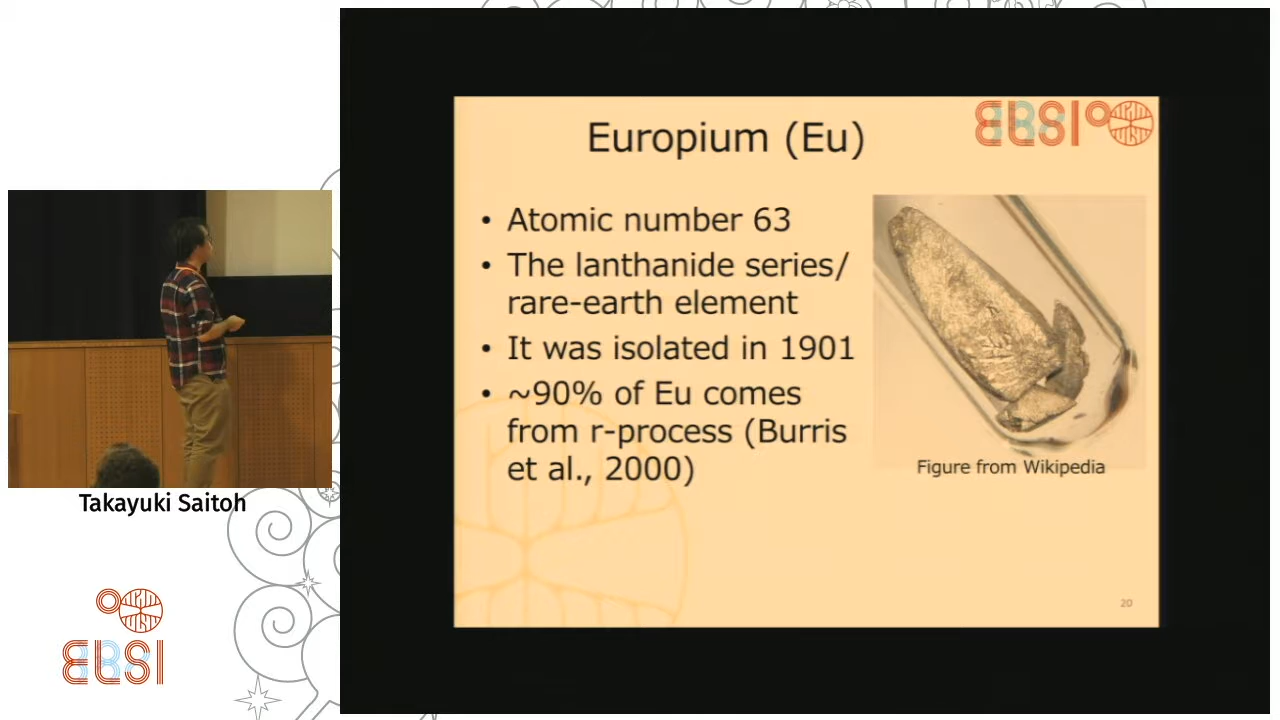 Europium (Eu)
ELSI
• Atomic number 63
• The lanthanide series/
rare-earth element
• It was isolated in 1901
• ~90% of Eu comes
from r-process (Burris
et al., 2000)
Figure from Wikipedia
20
Takayuki Saitoh
ELSI